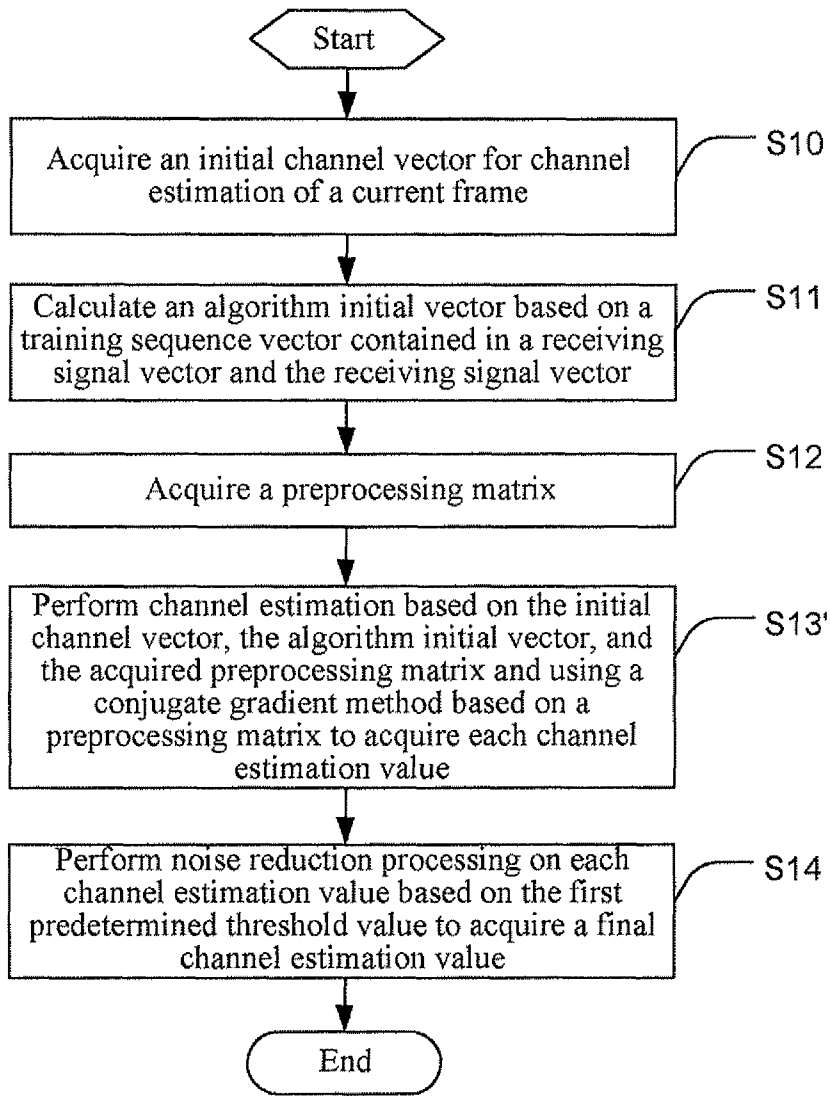 Start
Acquire an initial channel vector for channel
estimation of a current frame
S10
Calculate an algorithm initial vector based on a
training sequence vector contained in a receiving
signal vector and the receiving signal vector
S11
Acquire a preprocessing matrix
S12
Perform channel estimation based on the initial
channel vector, the algorithm initial vector, and
the acquired preprocessing matrix and using a
conjugate gradient method based on a
preprocessing matrix to acquire each channel
estimation value
S13'
Perform noise reduction processing on each
channel estimation value based on the first
predetermined threshold value to acquire a final
channel estimation value
S14
End